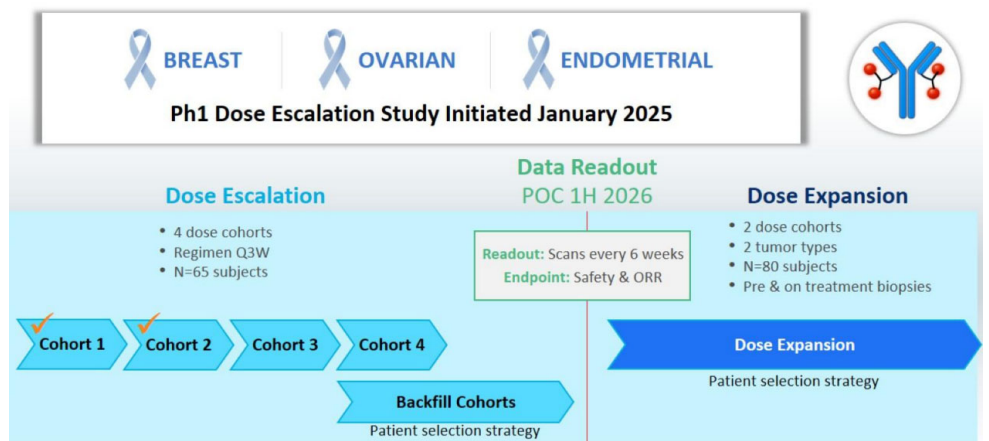 BREAST
OVARIAN
ENDOMETRIAL
Ph1 Dose Escalation Study Initiated January 2025
Data Readout
POC 1H 2026
Dose Escalation
• 4 dose cohorts
• Regimen Q3W
• N=65 subjects
Readout: Scans every 6 weeks
Endpoint: Safety & ORR
Dose Expansion
• 2 dose cohorts
• 2 tumor types
• N=80 subjects
• Pre & on treatment biopsies
Cohort 1
Cohort 2
Cohort 3
Cohort 4
Backfill Cohorts
Patient selection strategy
Dose Expansion
Patient selection strategy